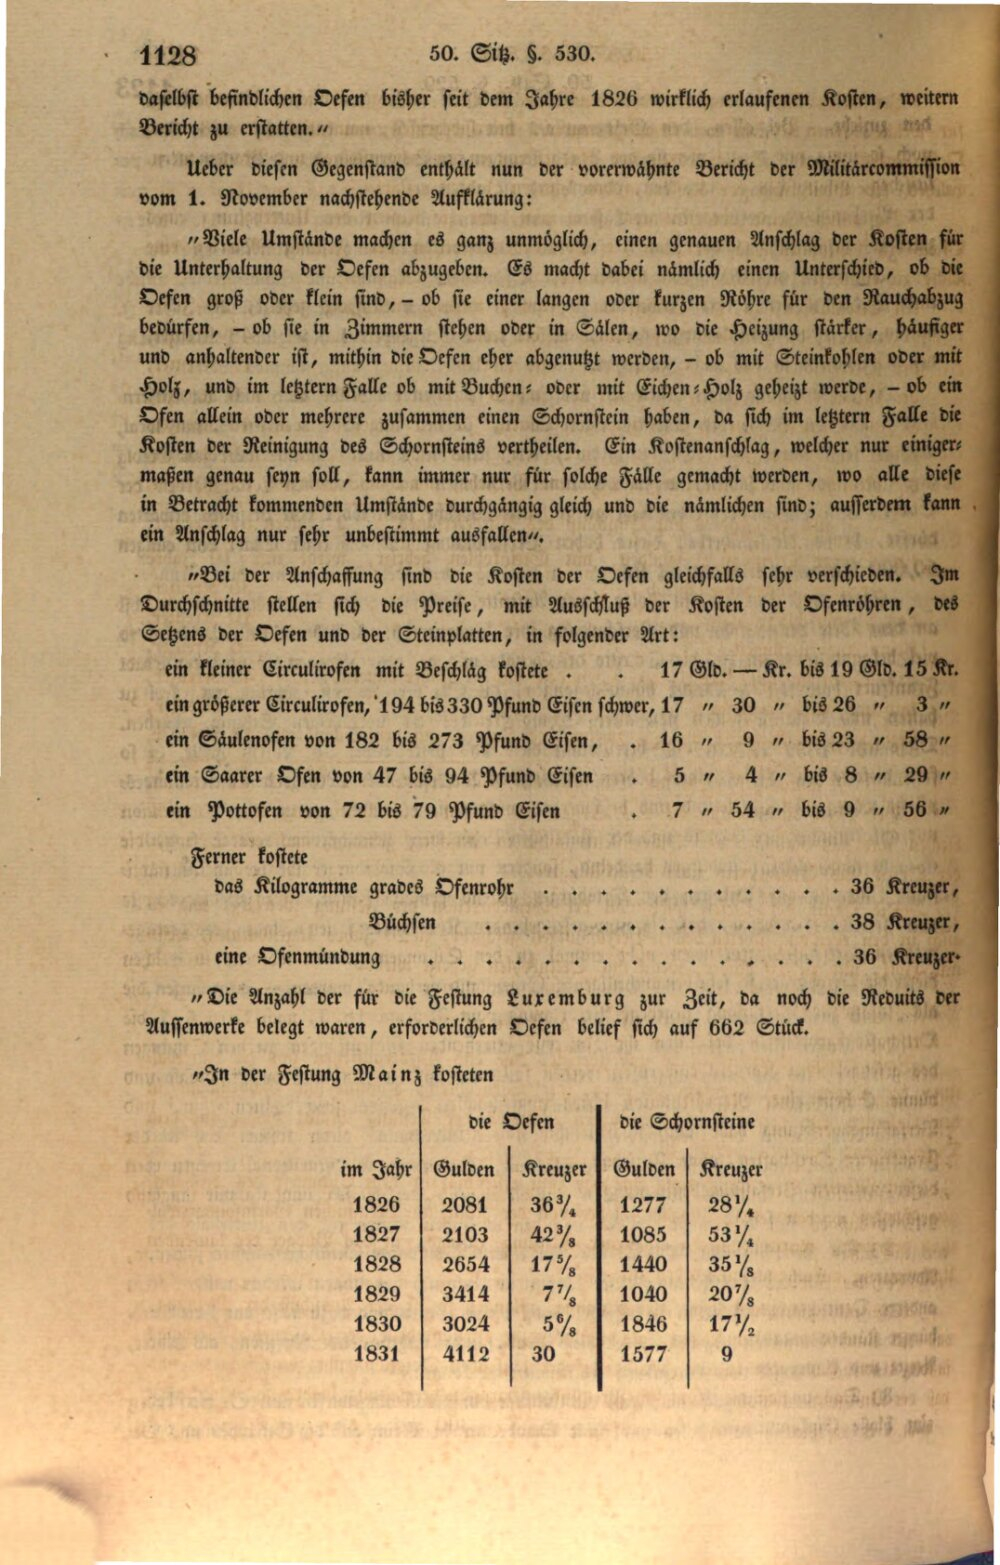 1128
50. Sitz. §. 530.
daselbst befindlichen Oefen bisher seit dem Jahre 1826 wirklich erlaufenen Kosten, weitern
Bericht zu erstatten.„
Ueber diesen Gegenstand enthält nun der vorerwähnte Bericht der Militärcommission
vom 1. November nachstehende Aufklärung:
„Viele Umstände machen es ganz unmöglich, einen genauen Anschlag der Kosten für
die Unterhaltung der Oefen abzugeben. Es macht dabei nämlich einen Unterschied, ob die
Oefen groß oder klein sind, – ob sie einer langen oder kurzen Röhre für den Rauchabzug
bedürfen, – ob sie in Zimmern stehen oder in Sälen, wo die Heizung stärker, häufiger
und anhaltender ist, mithin die Oefen eher abgenutzt werden, – ob mit Steinkohlen oder mit
Holz, und im letztern Falle ob mit Buchen- oder mit Eichen-Holz geheizt werde, – ob ein
Ofen allein oder mehrere zusammen einen Schornstein haben, da sich im letztern Falle die
Kosten der Reinigung des Schornsteins vertheilen. Ein Kostenanschlag, welcher nur einiger-
maßen genau seyn soll, kann immer nur für solche Fälle gemacht werden, wo alle diese
in Betracht kommenden Umstände durchgängig gleich und die nämlichen sind; ausserdem kann
ein Anschlag nur sehr unbestimmt ausfallen„.
„Bei der Anschaffung sind die Kosten der Oefen gleichfalls sehr verschieden. Im
Durchschnitte stellen sich die Preise, mit Ausschluß der Kosten der Ofenröhren, des
Setzens der Oefen und der Steinplatten, in folgender Art:
ein kleiner Circulirofen mit Beschläg kostete . . 17 Gld. — Kr. bis 19 Gld. 15 Kr.
ein größerer Circulirofen, 194 bis 330 Pfund Eisen schwer, 17 „ 30 „ bis 26 „ 3 „
ein Säulenofen von 182 bis 273 Pfund Eisen, . 16 „ 9 „ bis 23 „ 58 „
ein Saarer Ofen von 47 bis 94 Pfund Eisen . 5 „ 4 „ bis 8 „ 29 „
ein Pottofen von 72 bis 79 Pfund Eisen . 7 „ 54 „ bis 9 „ 56 „
Ferner kostete
das Kilogramme grades Ofenrohr . . . . . . . . . . . 36 Kreuzer,
Büchsen . . . . . . . . . . . . . 38 Kreuzer,
eine Ofenmündung . . . . . . . . . . . . . . . 36 Kreuzer.
„Die Anzahl der für die Festung Luxemburg zur Zeit, da noch die Reduits der
Aussenwerke belegt waren, erforderlichen Oefen belief sich auf 662 Stück.
„In der Festung Mainz kosteten
die Oefen die Schornsteine
im Jahr Gulden Kreuzer Gulden Kreuzer
1826 2081 36¾ 1277 28¼
1827 2103 42⅜ 1085 53¼
1828 2654 17⅝ 1440 35⅛
1829 3414 7⅞ 1040 20⅞
1830 3024 5⁶/₈ 1846 17½
1831 4112 30 1577 9